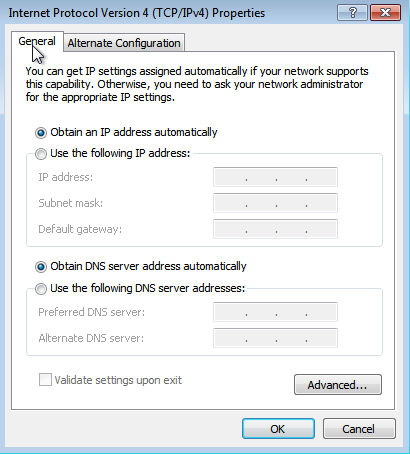 Internet Protocol Version 4 (TCP/IPv4) Properties
General
Alternate Configuration
You can get IP settings assigned automatically if your network supports
this capability. Otherwise, you need to ask your network administrator
for the appropriate IP settings.
Obtain an IP address automatically
Use the following IP address:
IP address:
Subnet mask:
Default gateway:
Obtain DNS server address automatically
Use the following DNS server addresses:
Preferred DNS server:
Alternate DNS server:
Validate settings upon exit
Advanced...
OK
Cancel